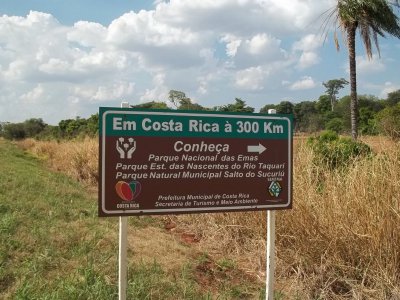 Em Costa Rica à 300 Km
Conheça
Parque Nacional das Emas
Parque Est. das Nascentes do Rio Taquari
Parque Natural Municipal Salto do Sucuriú
COSTA RICA
Prefeitura Municipal de Costa Rica
Secretaria de Turismo e Meio Ambiente